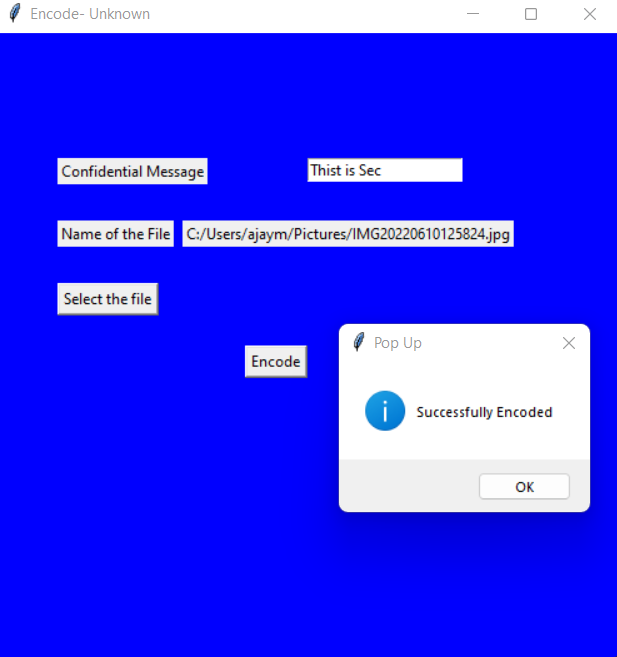 Encode- Unknown
Confidential Message
Thist is Sec
Name of the File
C:/Users/ajaym/Pictures/IMG20220610125824.jpg
Select the file
Encode
Pop Up
Successfully Encoded
OK